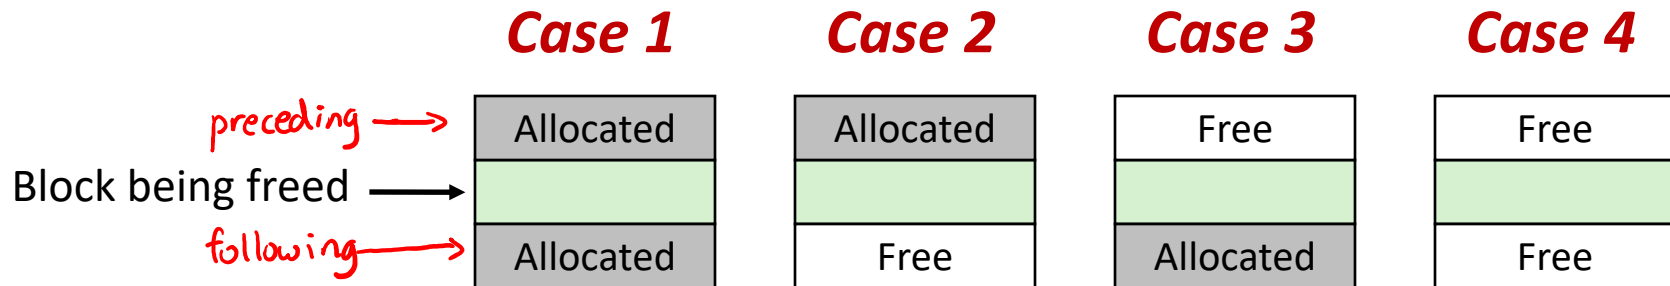 Case 1 Case 2 Case 3 Case 4
preceding Allocated Allocated Free Free
Block being freed
following Allocated Free Allocated Free